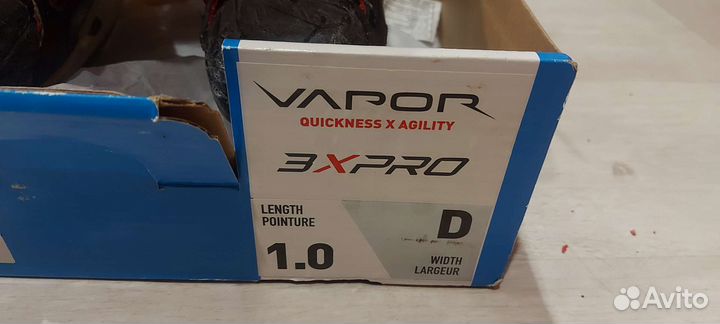 VAPOR
QUICKNESS X AGILITY
3XPRO
LENGTH
POINTURE
1.0
D
WIDTH
LARGEUR
Avito